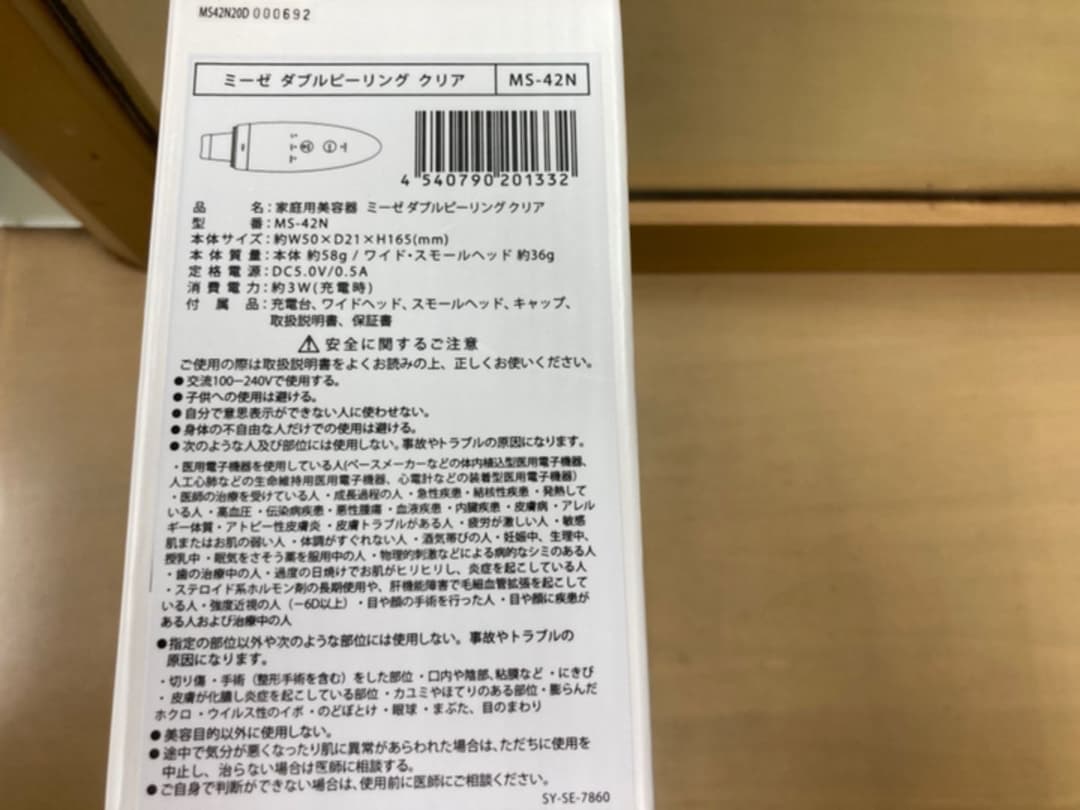 MS42N20D000692
ミーゼ ダブルピーリング クリア MS-42N
4 540790 201332
品名:家庭用美容器 ミーゼダブルピーリング クリア
型番:MS-42N
本体サイズ:約W50×D21×H165(mm)
本体質量:本体 約58g / ワイド・スモールヘッド 約36g
定格電源:DC5.0V/0.5A
消費電力:約3W(充電時)
付属品:充電台、ワイドヘッド、スモールヘッド、キャップ、
取扱説明書、保証書
⚠安全に関するご注意
ご使用の際は取扱説明書をよくお読みの上、正しくお使いください。
●交流100-240Vで使用する。
●子供への使用は避ける。
●自分で意思表示ができない人に使わせない。
●身体の不自由な人だけでの使用は避ける。
●次のような人及び部位には使用しない。事故やトラブルの原因になります。
・医用電子機器を使用している人(ペースメーカーなどの体内植込型医用電子機器、
人工心肺などの生命維持用医用電子機器、心電計などの装着型医用電子機器)
・医師の治療を受けている人・成長過程の人・急性疾患・結核性疾患・発熱して
いる人・高血圧・伝染病疾患・悪性腫瘍・血液疾患・内臓疾患・皮膚病・アレル
ギー体質・アトピー性皮膚炎・皮膚トラブルがある人・疲労が激しい人・敏感
肌またはお肌の弱い人・体調がすぐれない人・酒気帯びの人・妊娠中、生理中、
授乳中・眠気をさそう薬を服用中の人・物理的刺激などによる病的なシミのある人
・歯の治療中の人・過度の日焼けでお肌がヒリヒリし、炎症を起こしている人
・ステロイド系ホルモン剤の長期使用や、肝機能障害で毛細血管拡張を起こして
いる人・強度近視の人(-6D以上)・目や顔の手術を行った人・目や顔に疾患が
ある人および治療中の人
●指定の部位以外や次のような部位には使用しない。事故やトラブルの
原因になります。
・切り傷・手術(整形手術を含む)をした部位・口内や陰部、粘膜など・にきび
・皮膚が化膿し炎症を起こしている部位・カユミやほてりのある部位・膨らんだ
ホクロ・ウイルス性のイボ・のどぼとけ・眼球・まぶた、目のまわり
●美容目的以外に使用しない。
●途中で気分が悪くなったり肌に異常があらわれた場合は、ただちに使用を
中止し、治らない場合は医師に相談する。
●ご自身で判断ができない場合は、使用前に医師にご相談ください。
SY-SE-7860